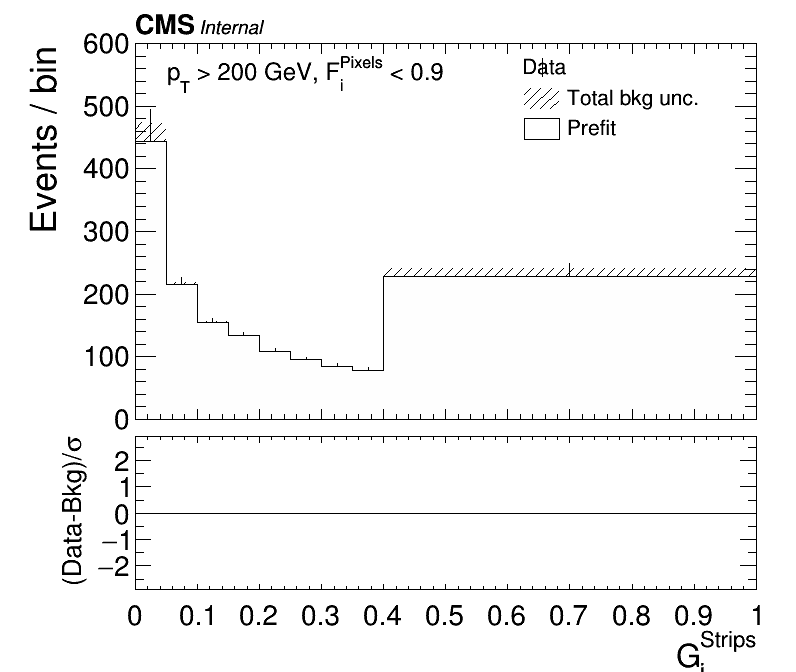 CMS Internal
p_T > 200 GeV, F_i^Pixels < 0.9
Data
Total bkg unc.
Prefit
Events / bin
600
500
400
300
200
100
0
(Data-Bkg)/σ
2
1
0
−1
−2
0 0.1 0.2 0.3 0.4 0.5 0.6 0.7 0.8 0.9 1
G_i^Strips